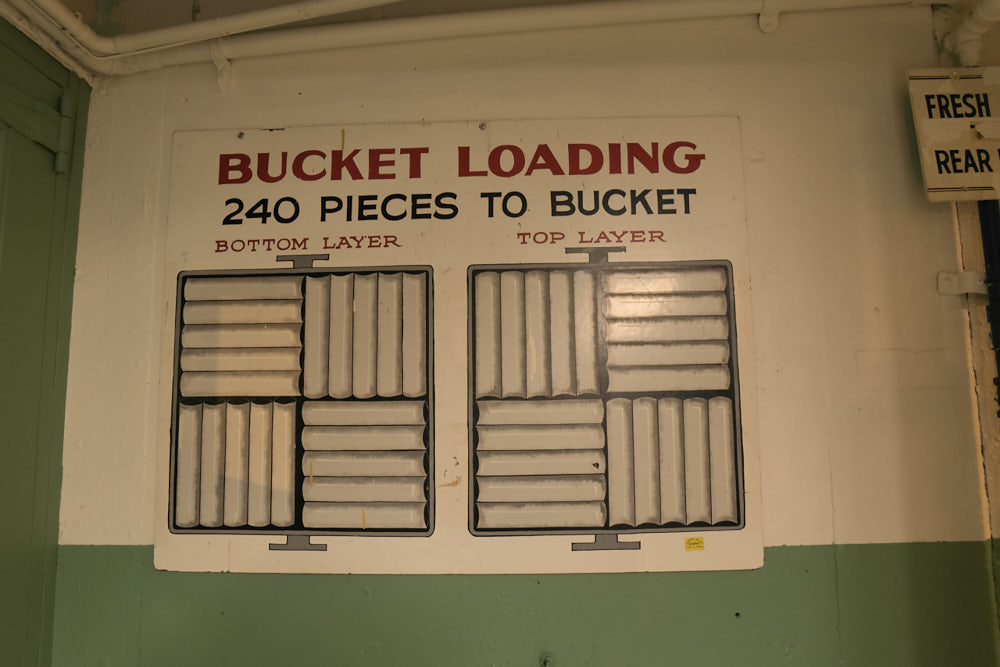 BUCKET LOADING
240 PIECES TO BUCKET
BOTTOM LAYER
TOP LAYER
FRESH
REAR